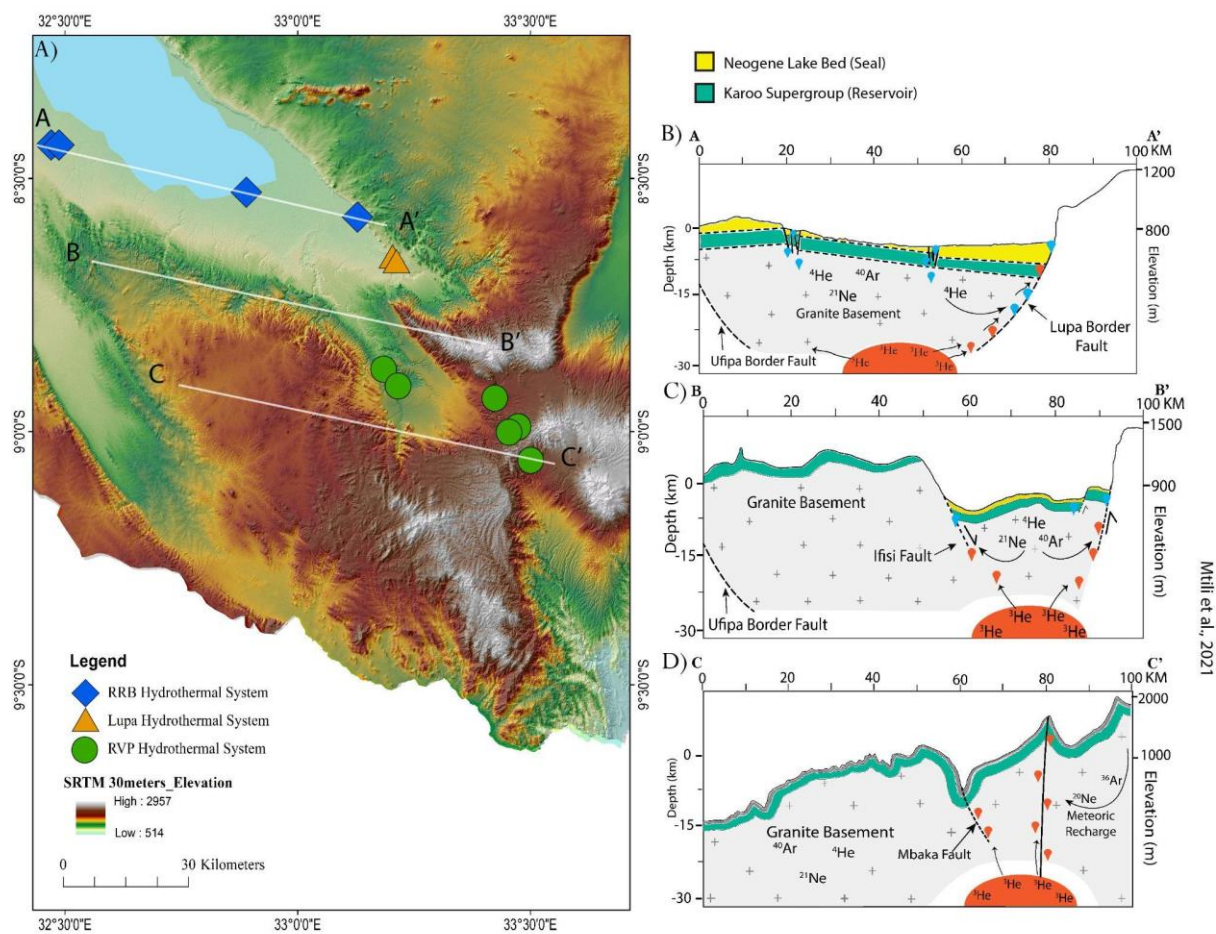 32°30'0"E 33°0'0"E 33°30'0"E
A)
A
A'
B
B'
C
C'
8°30'0"S
9°0'0"S
9°30'0"S
8°30'0"S
9°0'0"S
9°30'0"S
Legend
RRB Hydrothermal System
Lupa Hydrothermal System
RVP Hydrothermal System
SRTM 30meters_Elevation
High : 2957
Low : 514
0 30 Kilometers
32°30'0"E 33°0'0"E 33°30'0"E
Neogene Lake Bed (Seal)
Karoo Supergroup (Reservoir)
B) A A'
0 20 40 60 80 100 KM
1200
800
Elevation (m)
0
-15
-30
Depth (km)
⁴He ⁴⁰Ar
²¹Ne ⁴He
Granite Basement
Ufipa Border Fault
Lupa Border
Fault
³He ³He ³He
³He
C) B B'
0 20 40 60 80 100 KM
1500
900
Elevation (m)
0
-15
-30
Depth (km)
Granite Basement
⁴He
²¹Ne ⁴⁰Ar
Ifisi Fault
Ufipa Border Fault
³He ³He
³He ³He
D) C C'
0 20 40 60 80 100 KM
2000
1000
Elevation (m)
0
-15
-30
Depth (km)
³⁶Ar
²⁰Ne
Meteoric
Recharge
Granite Basement
⁴⁰Ar ⁴He
²¹Ne
Mbaka Fault
³He ³He
³He
Mtili et al., 2021